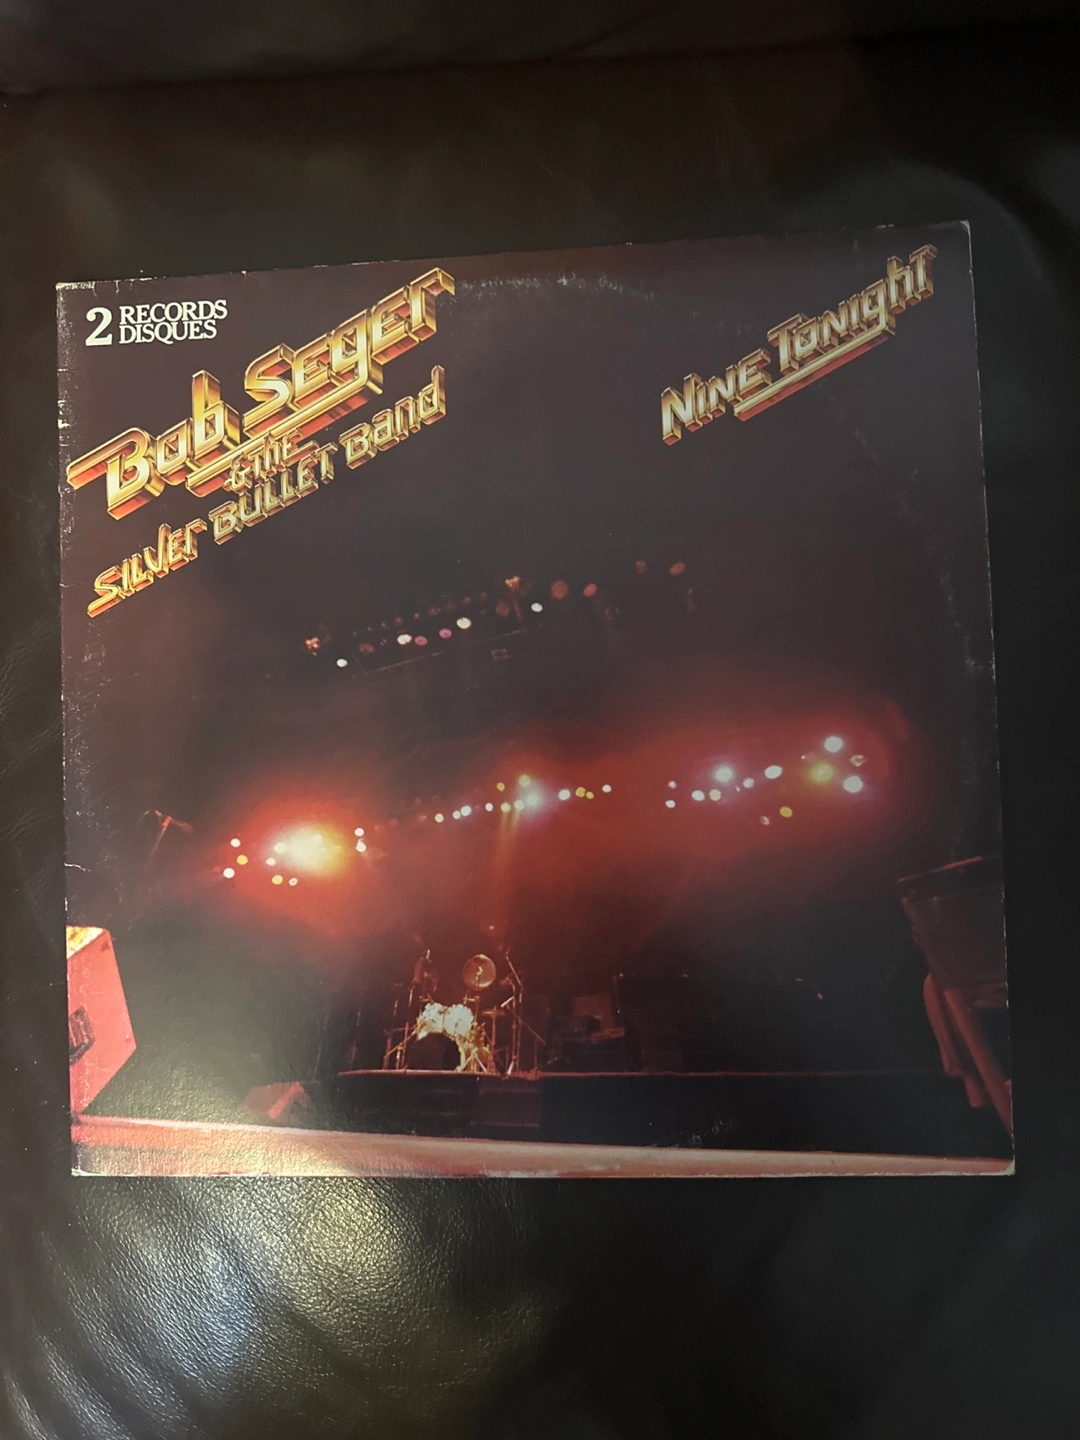 2 RECORDS
DISQUES
Bob Seger
& THE
SILVER BULLET Band
NINE TONIGHT